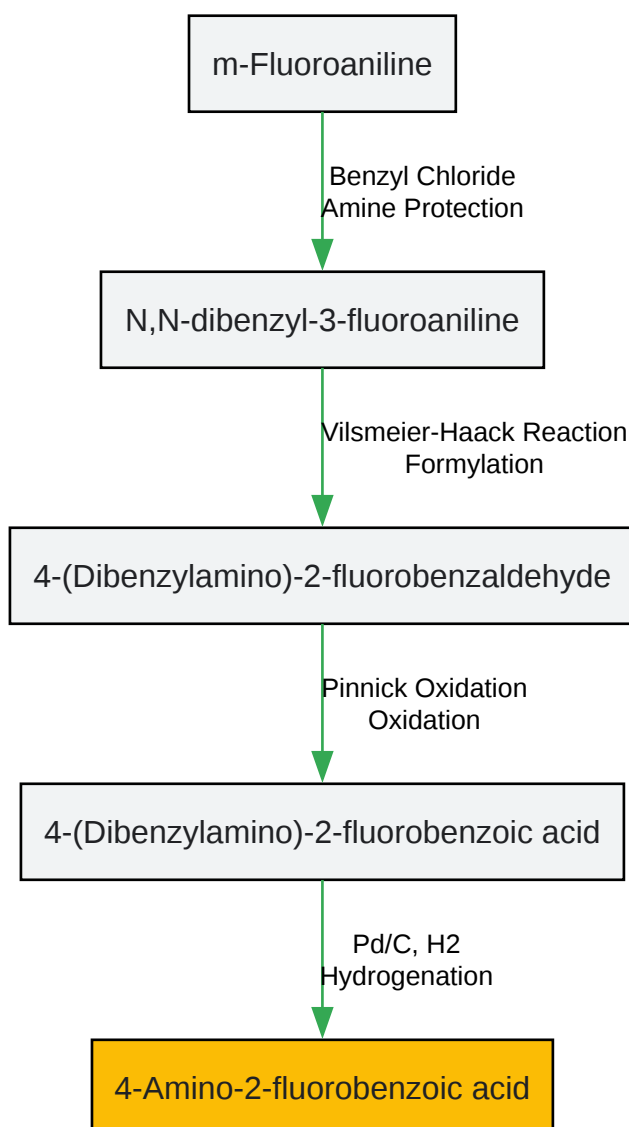 m-Fluoroaniline
Benzyl Chloride
Amine Protection
N,N-dibenzyl-3-fluoroaniline
Vilsmeier-Haack Reaction
Formylation
4-(Dibenzylamino)-2-fluorobenzaldehyde
Pinnick Oxidation
Oxidation
4-(Dibenzylamino)-2-fluorobenzoic acid
Pd/C, H2
Hydrogenation
4-Amino-2-fluorobenzoic acid